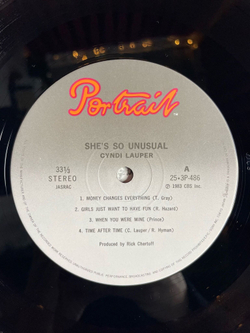 Portrait
SHE'S SO UNUSUAL
CYNDI LAUPER
33⅓
STEREO
JASRAC
A
25•3P-486
Ⓟ 1983 CBS Inc.
1. MONEY CHANGES EVERYTHING (T. Gray)
2. GIRLS JUST WANT TO HAVE FUN (R. Hazard)
3. WHEN YOU WERE MINE (Prince)
4. TIME AFTER TIME (C. Lauper / R. Hyman)
Produced by Rick Chertoff